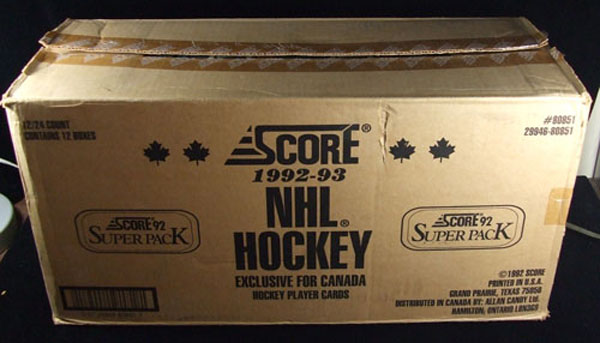 12/24 COUNT
CONTAINS 12 BOXES
#80851
29946-80851
SCORE®
1992-93
NHL®
HOCKEY
EXCLUSIVE FOR CANADA
HOCKEY PLAYER CARDS
SCORE '92
SUPER PACK
SCORE '92
SUPER PACK
©1992 SCORE
PRINTED IN U.S.A.
GRAND PRAIRIE, TEXAS 75050
DISTRIBUTED IN CANADA BY: ALLAN CANDY Ltd.
HAMILTON, ONTARIO